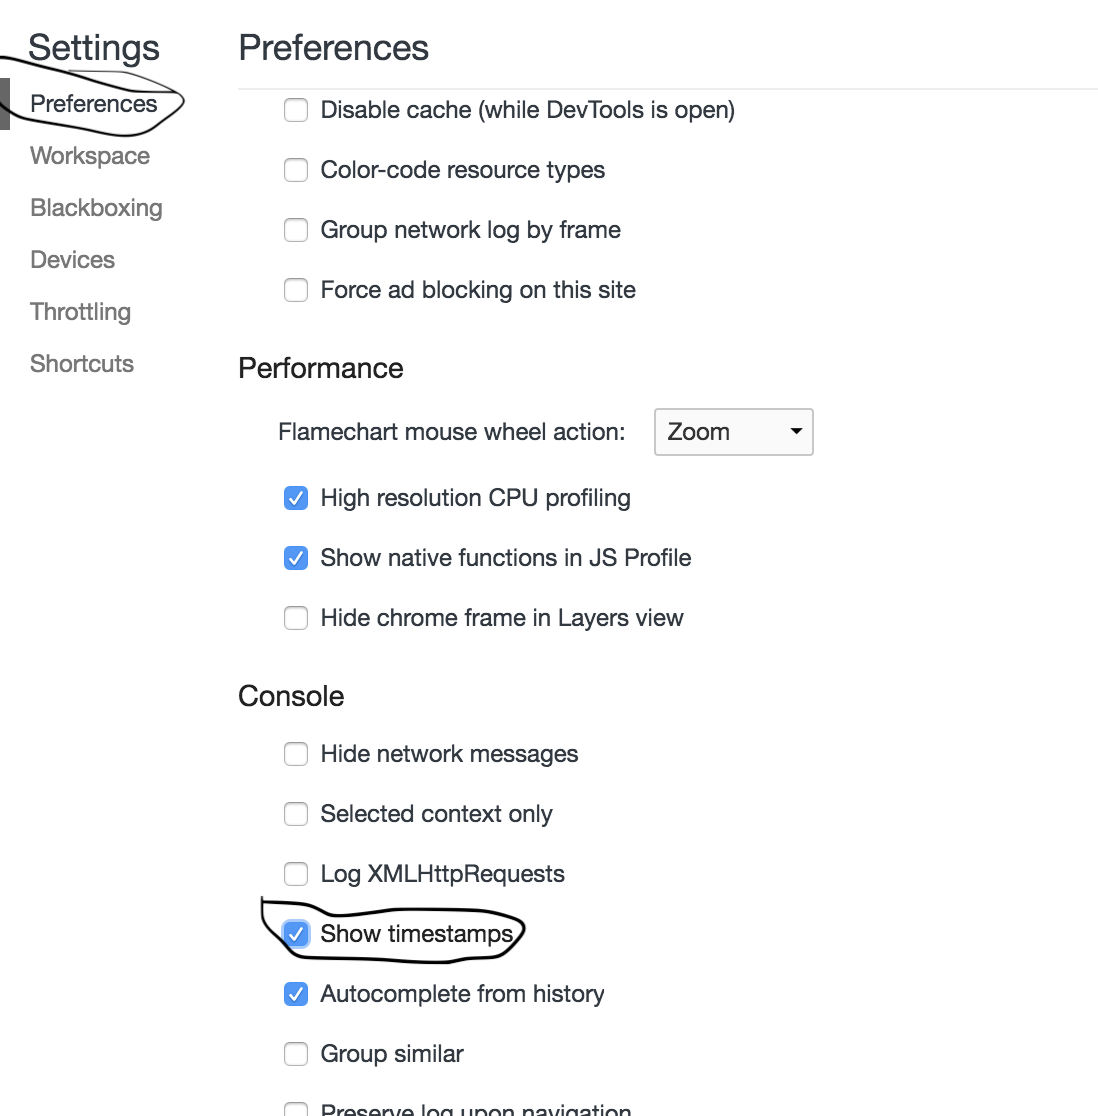 Settings
Preferences
Workspace
Blackboxing
Devices
Throttling
Shortcuts
Preferences
Disable cache (while DevTools is open)
Color-code resource types
Group network log by frame
Force ad blocking on this site
Performance
Flamechart mouse wheel action: Zoom
High resolution CPU profiling
Show native functions in JS Profile
Hide chrome frame in Layers view
Console
Hide network messages
Selected context only
Log XMLHttpRequests
Show timestamps
Autocomplete from history
Group similar
Preserve log upon navigation